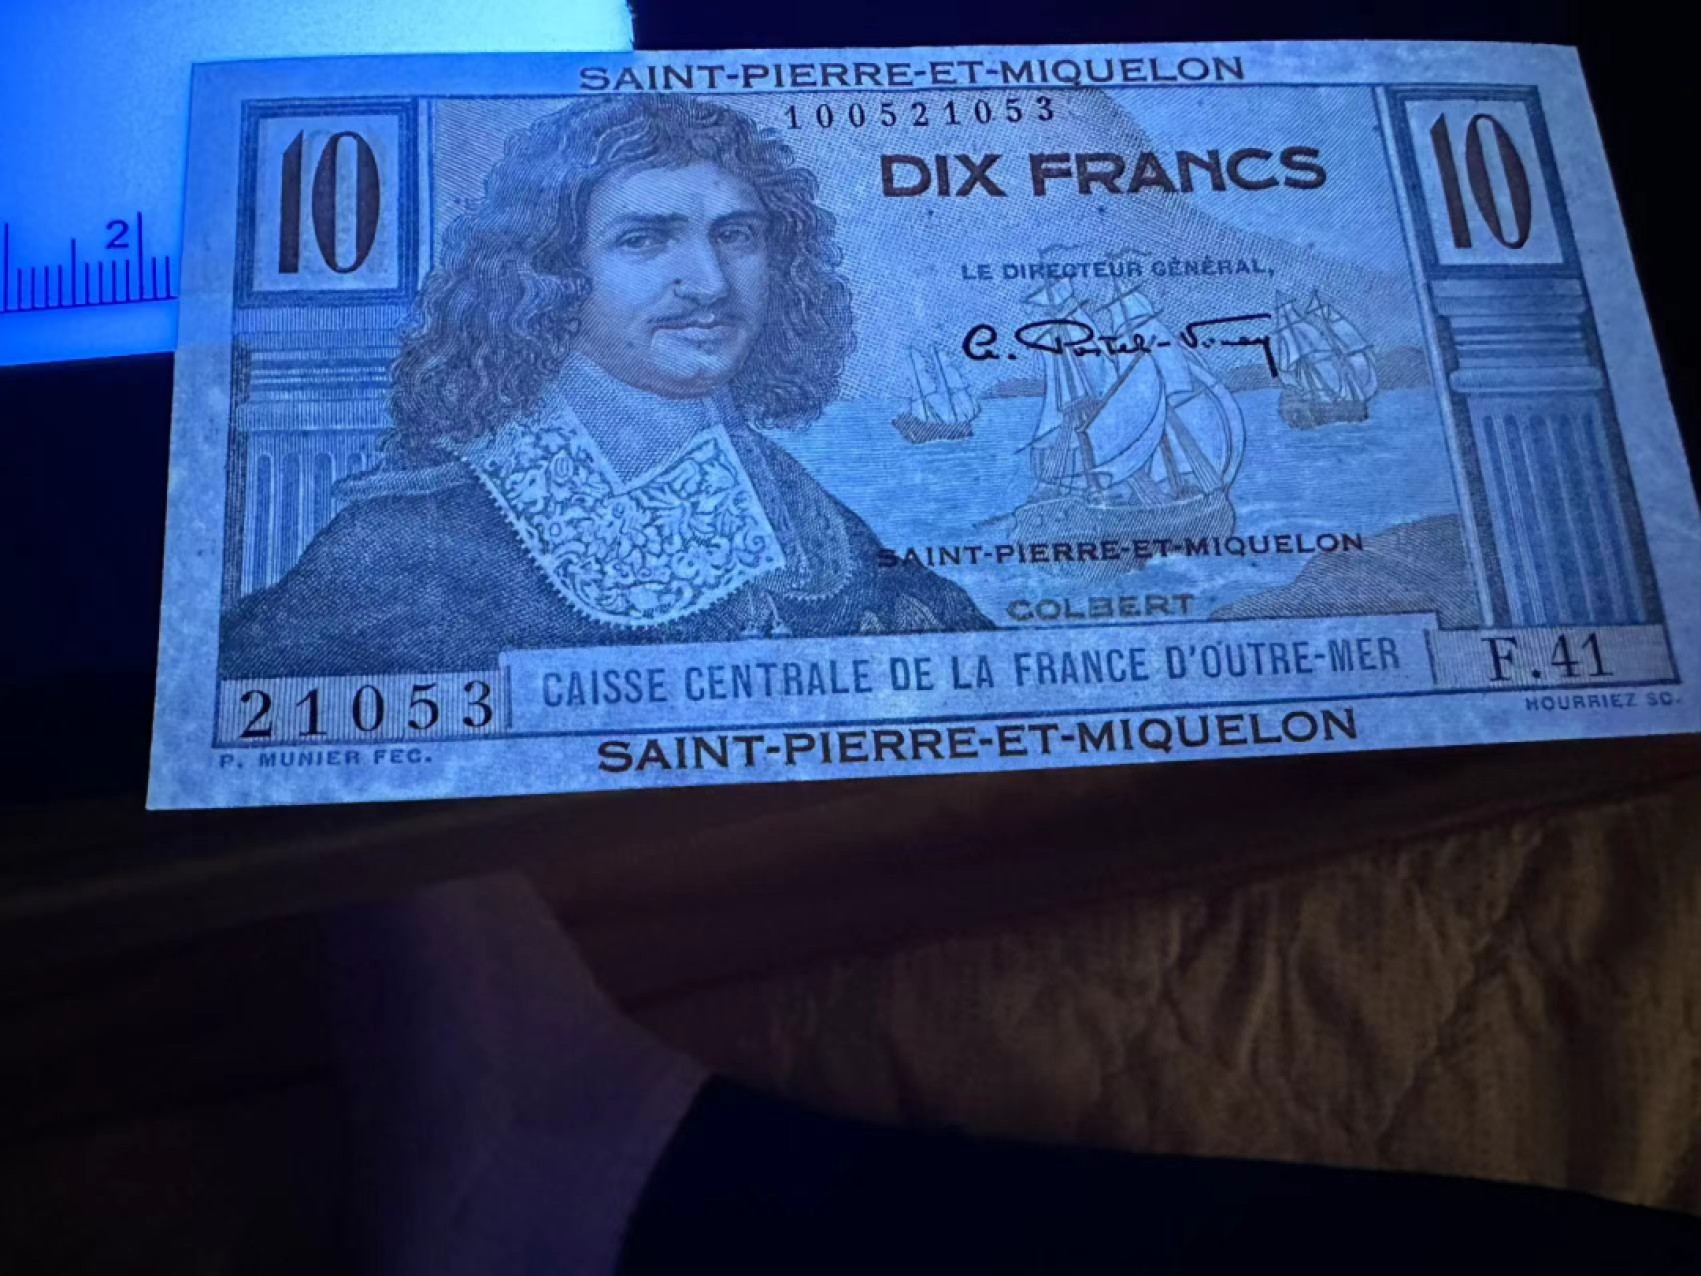 2
SAINT-PIERRE-ET-MIQUELON
100521053
10
DIX FRANCS
10
LE DIRECTEUR GÉNÉRAL,
SAINT-PIERRE-ET-MIQUELON
COLBERT
21053
CAISSE CENTRALE DE LA FRANCE D'OUTRE-MER
F.41
P. MUNIER FEC.
SAINT-PIERRE-ET-MIQUELON
HOURRIEZ SC.